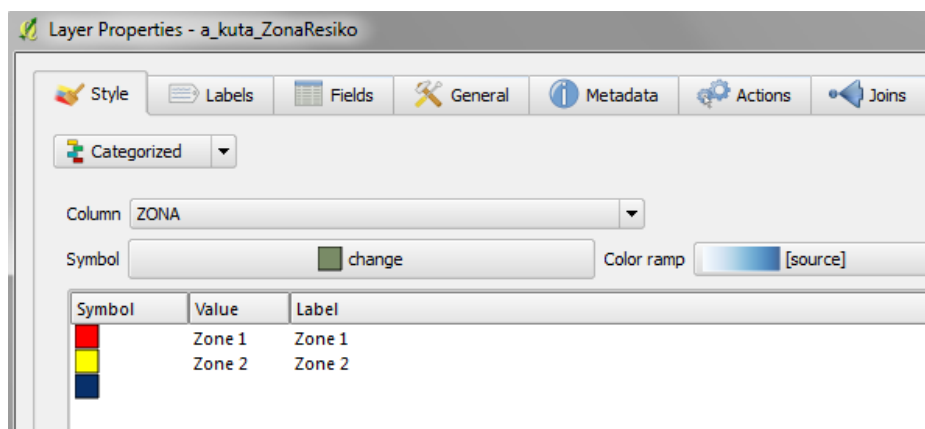 Layer Properties - a_kuta_ZonaResiko
Style Labels Fields General Metadata Actions Joins
Categorized
Column ZONA
Symbol change Color ramp [source]
Symbol Value Label
Zone 1 Zone 1
Zone 2 Zone 2